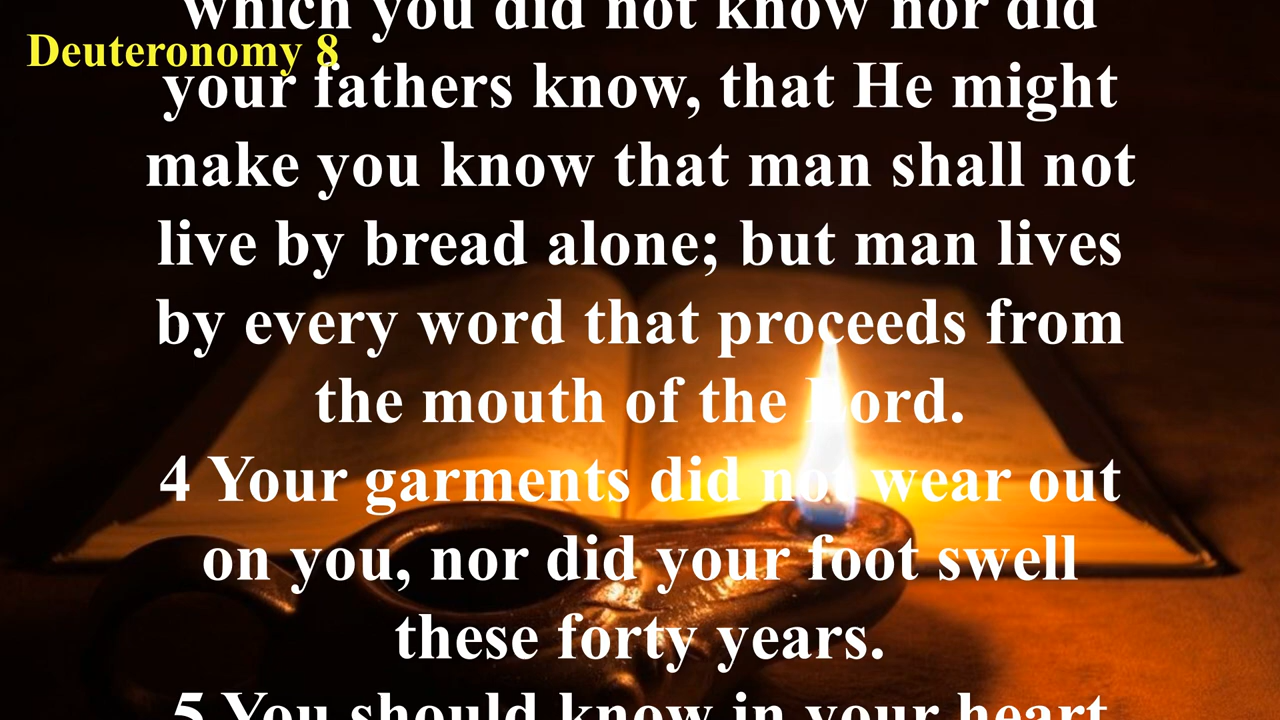 which you did not know nor did
Deuteronomy 8
your fathers know, that He might
make you know that man shall not
live by bread alone; but man lives
by every word that proceeds from
the mouth of the Lord.
4 Your garments did not wear out
on you, nor did your foot swell
these forty years.
5 You should know in your heart